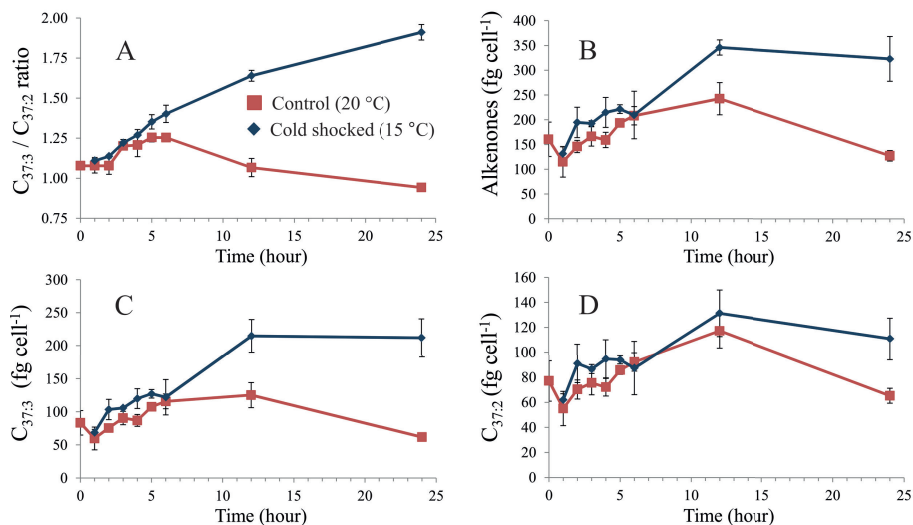 A
C37:3 / C37:2 ratio
2.00
1.75
1.50
1.25
1.00
0.75
Control (20 °C)
Cold shocked (15 °C)
0 5 10 15 20 25
Time (hour)
B
Alkenones (fg cell-1)
400
350
300
250
200
150
100
50
0
0 5 10 15 20 25
Time (hour)
C
C37:3 (fg cell-1)
300
250
200
150
100
50
0
0 5 10 15 20 25
Time (hour)
D
C37:2 (fg cell-1)
160
140
120
100
80
60
40
20
0
0 5 10 15 20 25
Time (hour)